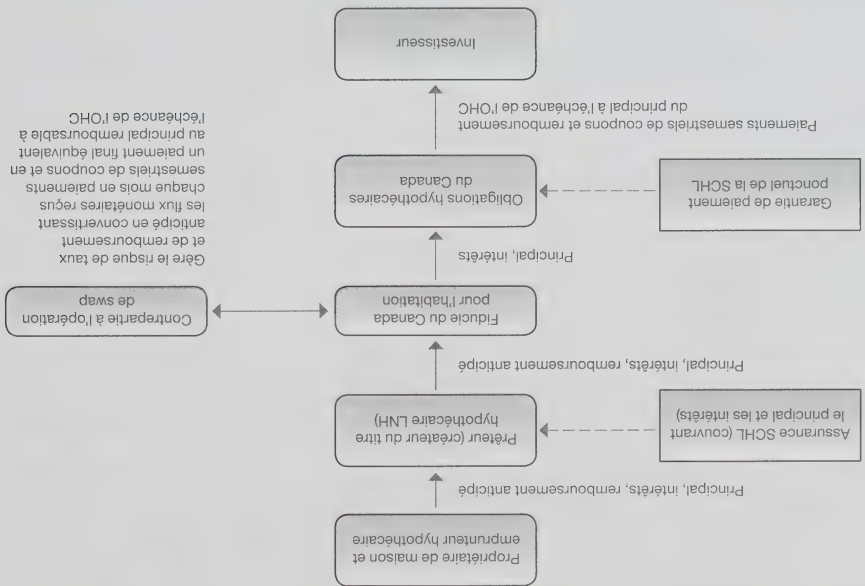 Propriétaire de maison et
emprunteur hypothécaire
Principal, intérêts, remboursement anticipé
Assurance SCHL (couvrant
le principal et les intérêts)
Prêteur (créateur du titre
hypothécaire LNH)
Principal, intérêts, remboursement anticipé
Fiducie du Canada
pour l'habitation
Contrepartie à l'opération
de swap
Gère le risque de taux
et de remboursement
anticipé en convertissant
les flux monétaires reçus
chaque mois en paiements
semestriels de coupons et en
un paiement final équivalent
au principal remboursable à
l'échéance de l'OHC
Principal, intérêts
Garantie de paiement
ponctuel de la SCHL
Obligations hypothécaires
du Canada
Paiements semestriels de coupons et remboursement
du principal à l'échéance de l'OHC
Investisseur